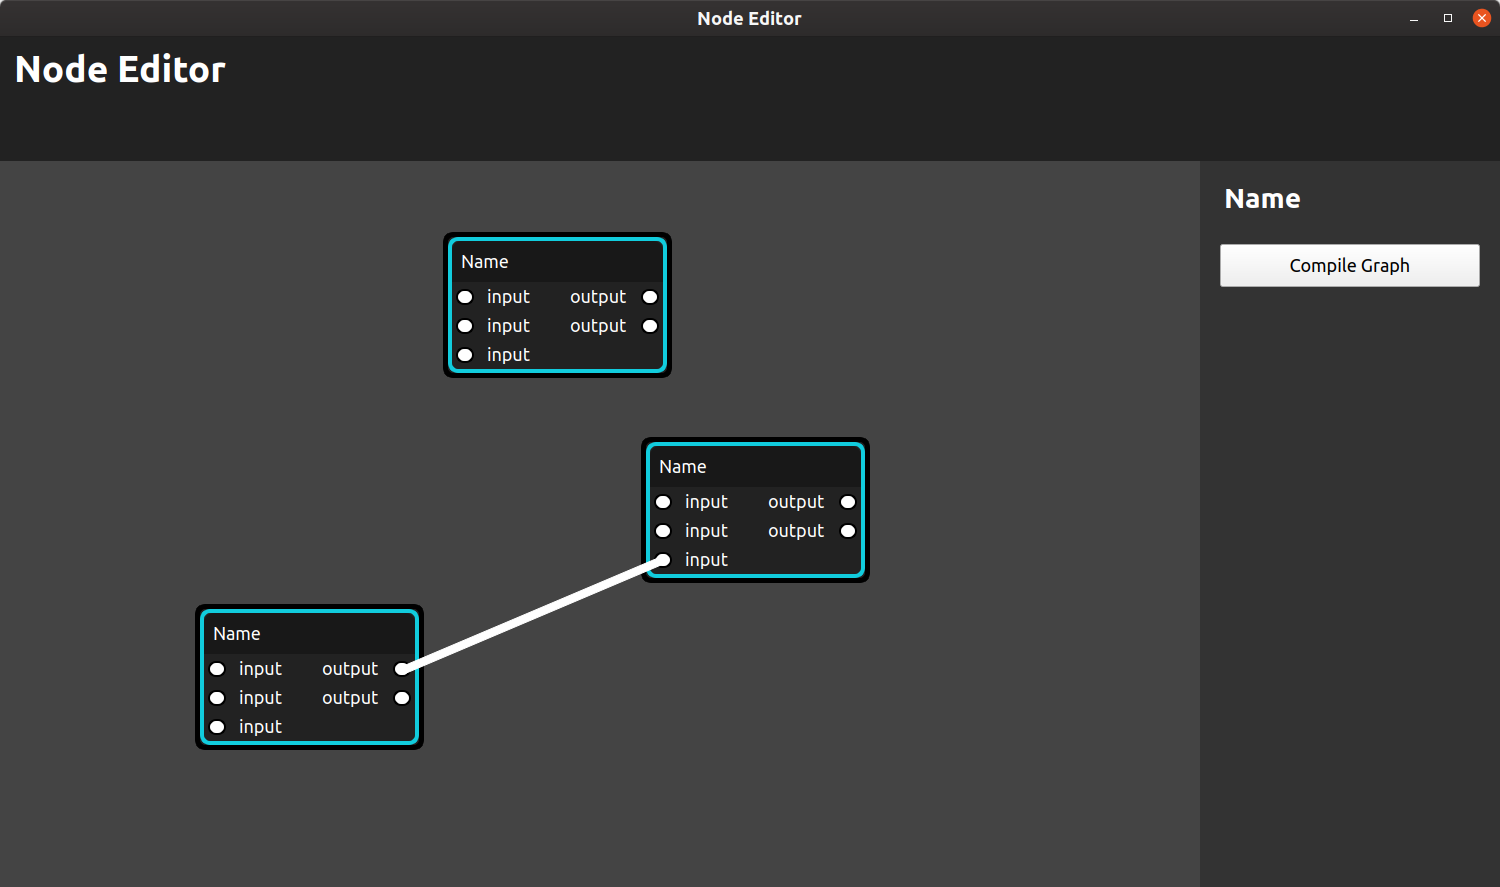 Node Editor
Node Editor
Name
Compile Graph
Name
input output
input output
input
Name
input output
input output
input
Name
input output
input output
input